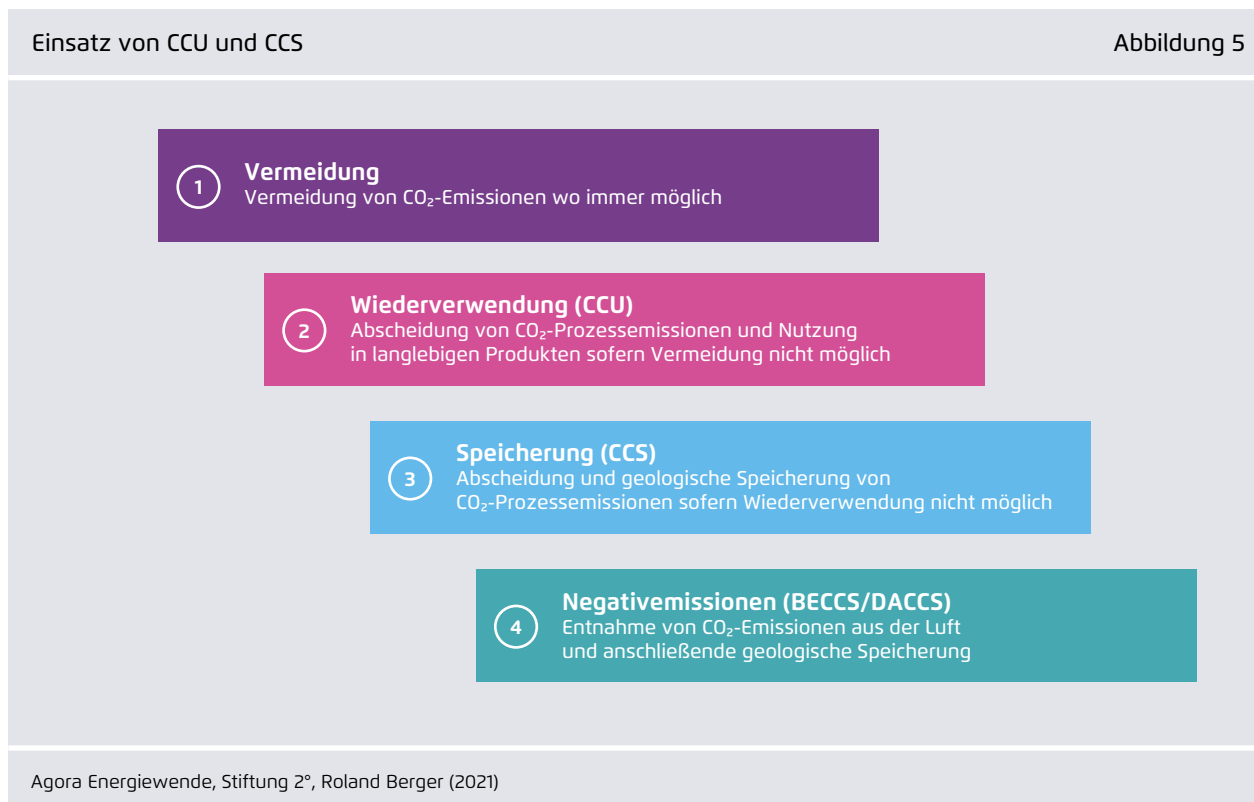 Einsatz von CCU und CCS
Abbildung 5
1
Vermeidung
Vermeidung von CO₂-Emissionen wo immer möglich
2
Wiederverwendung (CCU)
Abscheidung von CO₂-Prozessemissionen und Nutzung
in langlebigen Produkten sofern Vermeidung nicht möglich
3
Speicherung (CCS)
Abscheidung und geologische Speicherung von
CO₂-Prozessemissionen sofern Wiederverwendung nicht möglich
4
Negativemissionen (BECCS/DACCS)
Entnahme von CO₂-Emissionen aus der Luft
und anschließende geologische Speicherung
Agora Energiewende, Stiftung 2°, Roland Berger (2021)